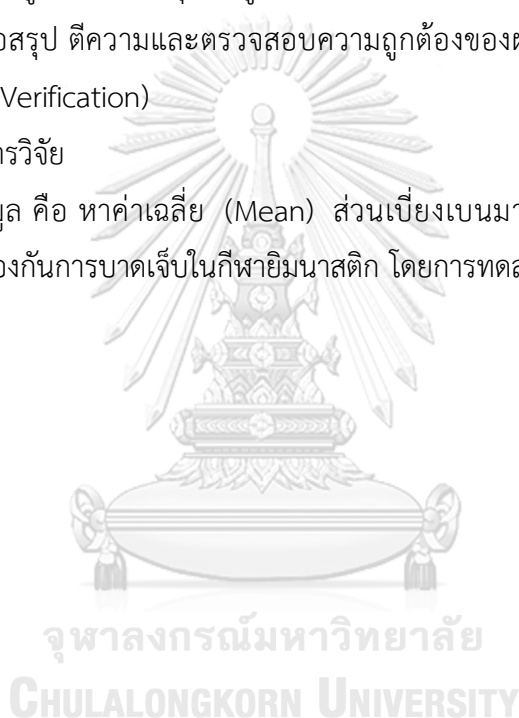 อสรุป ตีความและตรวจสอบความถูกต้องของผ
Verification)
ารวิจัย
มูล คือ หาค่าเฉลี่ย (Mean) ส่วนเบี่ยงเบนมา
องกันการบาดเจ็บในกีฬายิมนาสติก โดยการทดส
จุฬาลงกรณ์มหาวิทยาลัย
CHULALONGKORN UNIVERSITY